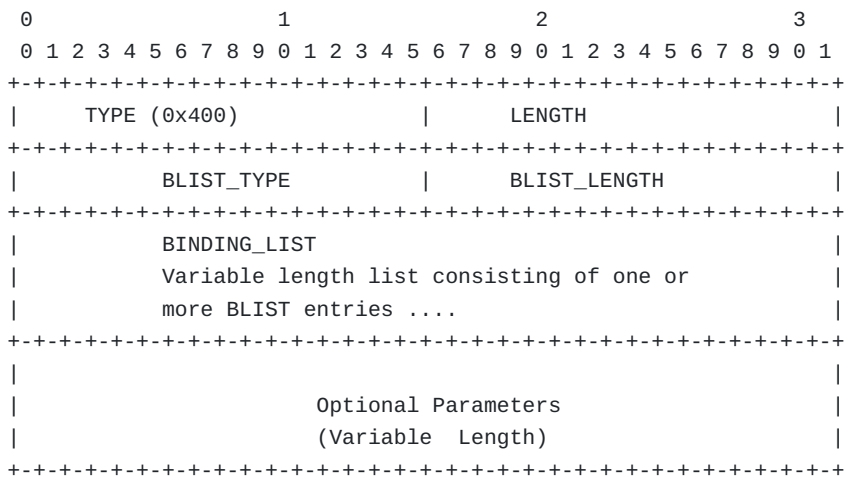 0                   1                   2                   3
 0 1 2 3 4 5 6 7 8 9 0 1 2 3 4 5 6 7 8 9 0 1 2 3 4 5 6 7 8 9 0 1
+-+-+-+-+-+-+-+-+-+-+-+-+-+-+-+-+-+-+-+-+-+-+-+-+-+-+-+-+-+-+-+-+
|     TYPE (0x400)              |      LENGTH                   |
+-+-+-+-+-+-+-+-+-+-+-+-+-+-+-+-+-+-+-+-+-+-+-+-+-+-+-+-+-+-+-+-+
|           BLIST_TYPE          |      BLIST_LENGTH             |
+-+-+-+-+-+-+-+-+-+-+-+-+-+-+-+-+-+-+-+-+-+-+-+-+-+-+-+-+-+-+-+-+
|           BINDING_LIST                                        |
|           Variable length list consisting of one or           |
|           more BLIST entries ....                             |
+-+-+-+-+-+-+-+-+-+-+-+-+-+-+-+-+-+-+-+-+-+-+-+-+-+-+-+-+-+-+-+-+
|                                                               |
|                       Optional Parameters                     |
|                       (Variable  Length)                      |
+-+-+-+-+-+-+-+-+-+-+-+-+-+-+-+-+-+-+-+-+-+-+-+-+-+-+-+-+-+-+-+-+